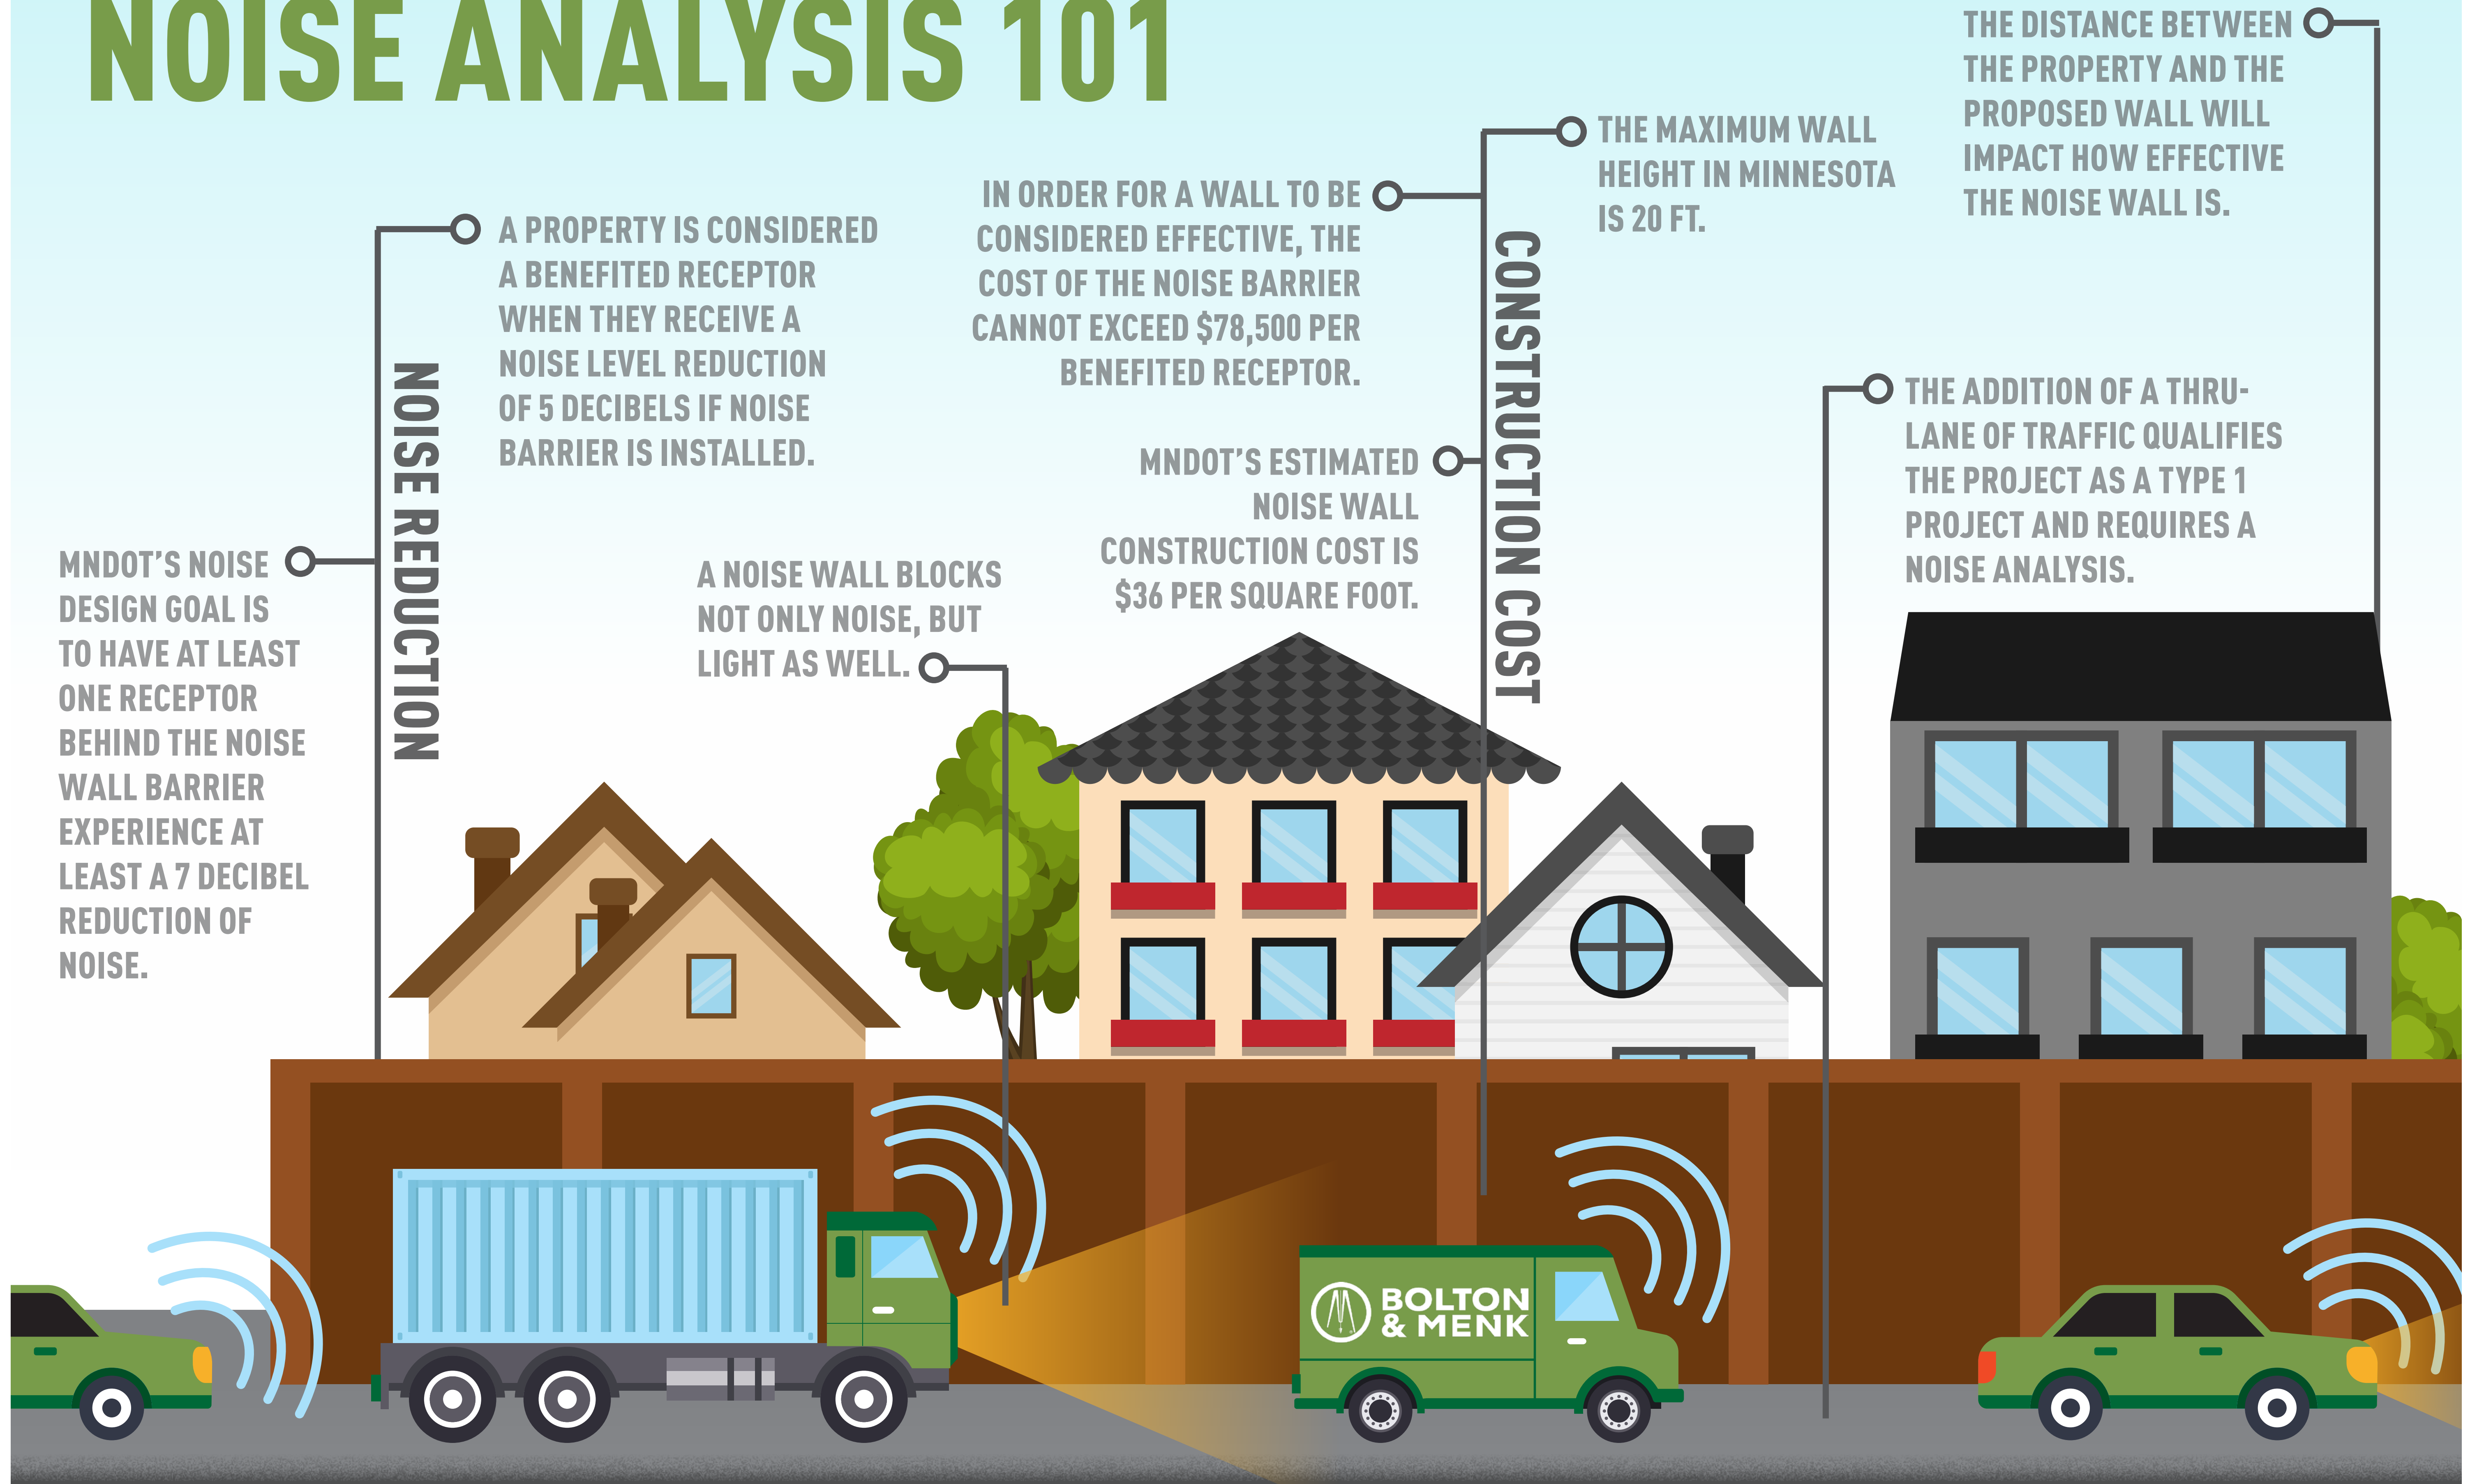 NOISE ANALYSIS 101
MNDOT'S NOISE
DESIGN GOAL IS
TO HAVE AT LEAST
ONE RECEPTOR
BEHIND THE NOISE
WALL BARRIER
EXPERIENCE AT
LEAST A 7 DECIBEL
REDUCTION OF
NOISE.
NOISE REDUCTION
A PROPERTY IS CONSIDERED
A BENEFITED RECEPTOR
WHEN THEY RECEIVE A
NOISE LEVEL REDUCTION
OF 5 DECIBELS IF NOISE
BARRIER IS INSTALLED.
A NOISE WALL BLOCKS
NOT ONLY NOISE, BUT
LIGHT AS WELL.
IN ORDER FOR A WALL TO BE
CONSIDERED EFFECTIVE, THE
COST OF THE NOISE BARRIER
CANNOT EXCEED $78,500 PER
BENEFITED RECEPTOR.
MNDOT'S ESTIMATED
NOISE WALL
CONSTRUCTION COST IS
$36 PER SQUARE FOOT.
CONSTRUCTION COST
THE MAXIMUM WALL
HEIGHT IN MINNESOTA
IS 20 FT.
THE DISTANCE BETWEEN
THE PROPERTY AND THE
PROPOSED WALL WILL
IMPACT HOW EFFECTIVE
THE NOISE WALL IS.
THE ADDITION OF A THRU-
LANE OF TRAFFIC QUALIFIES
THE PROJECT AS A TYPE 1
PROJECT AND REQUIRES A
NOISE ANALYSIS.
BOLTON
& MENK